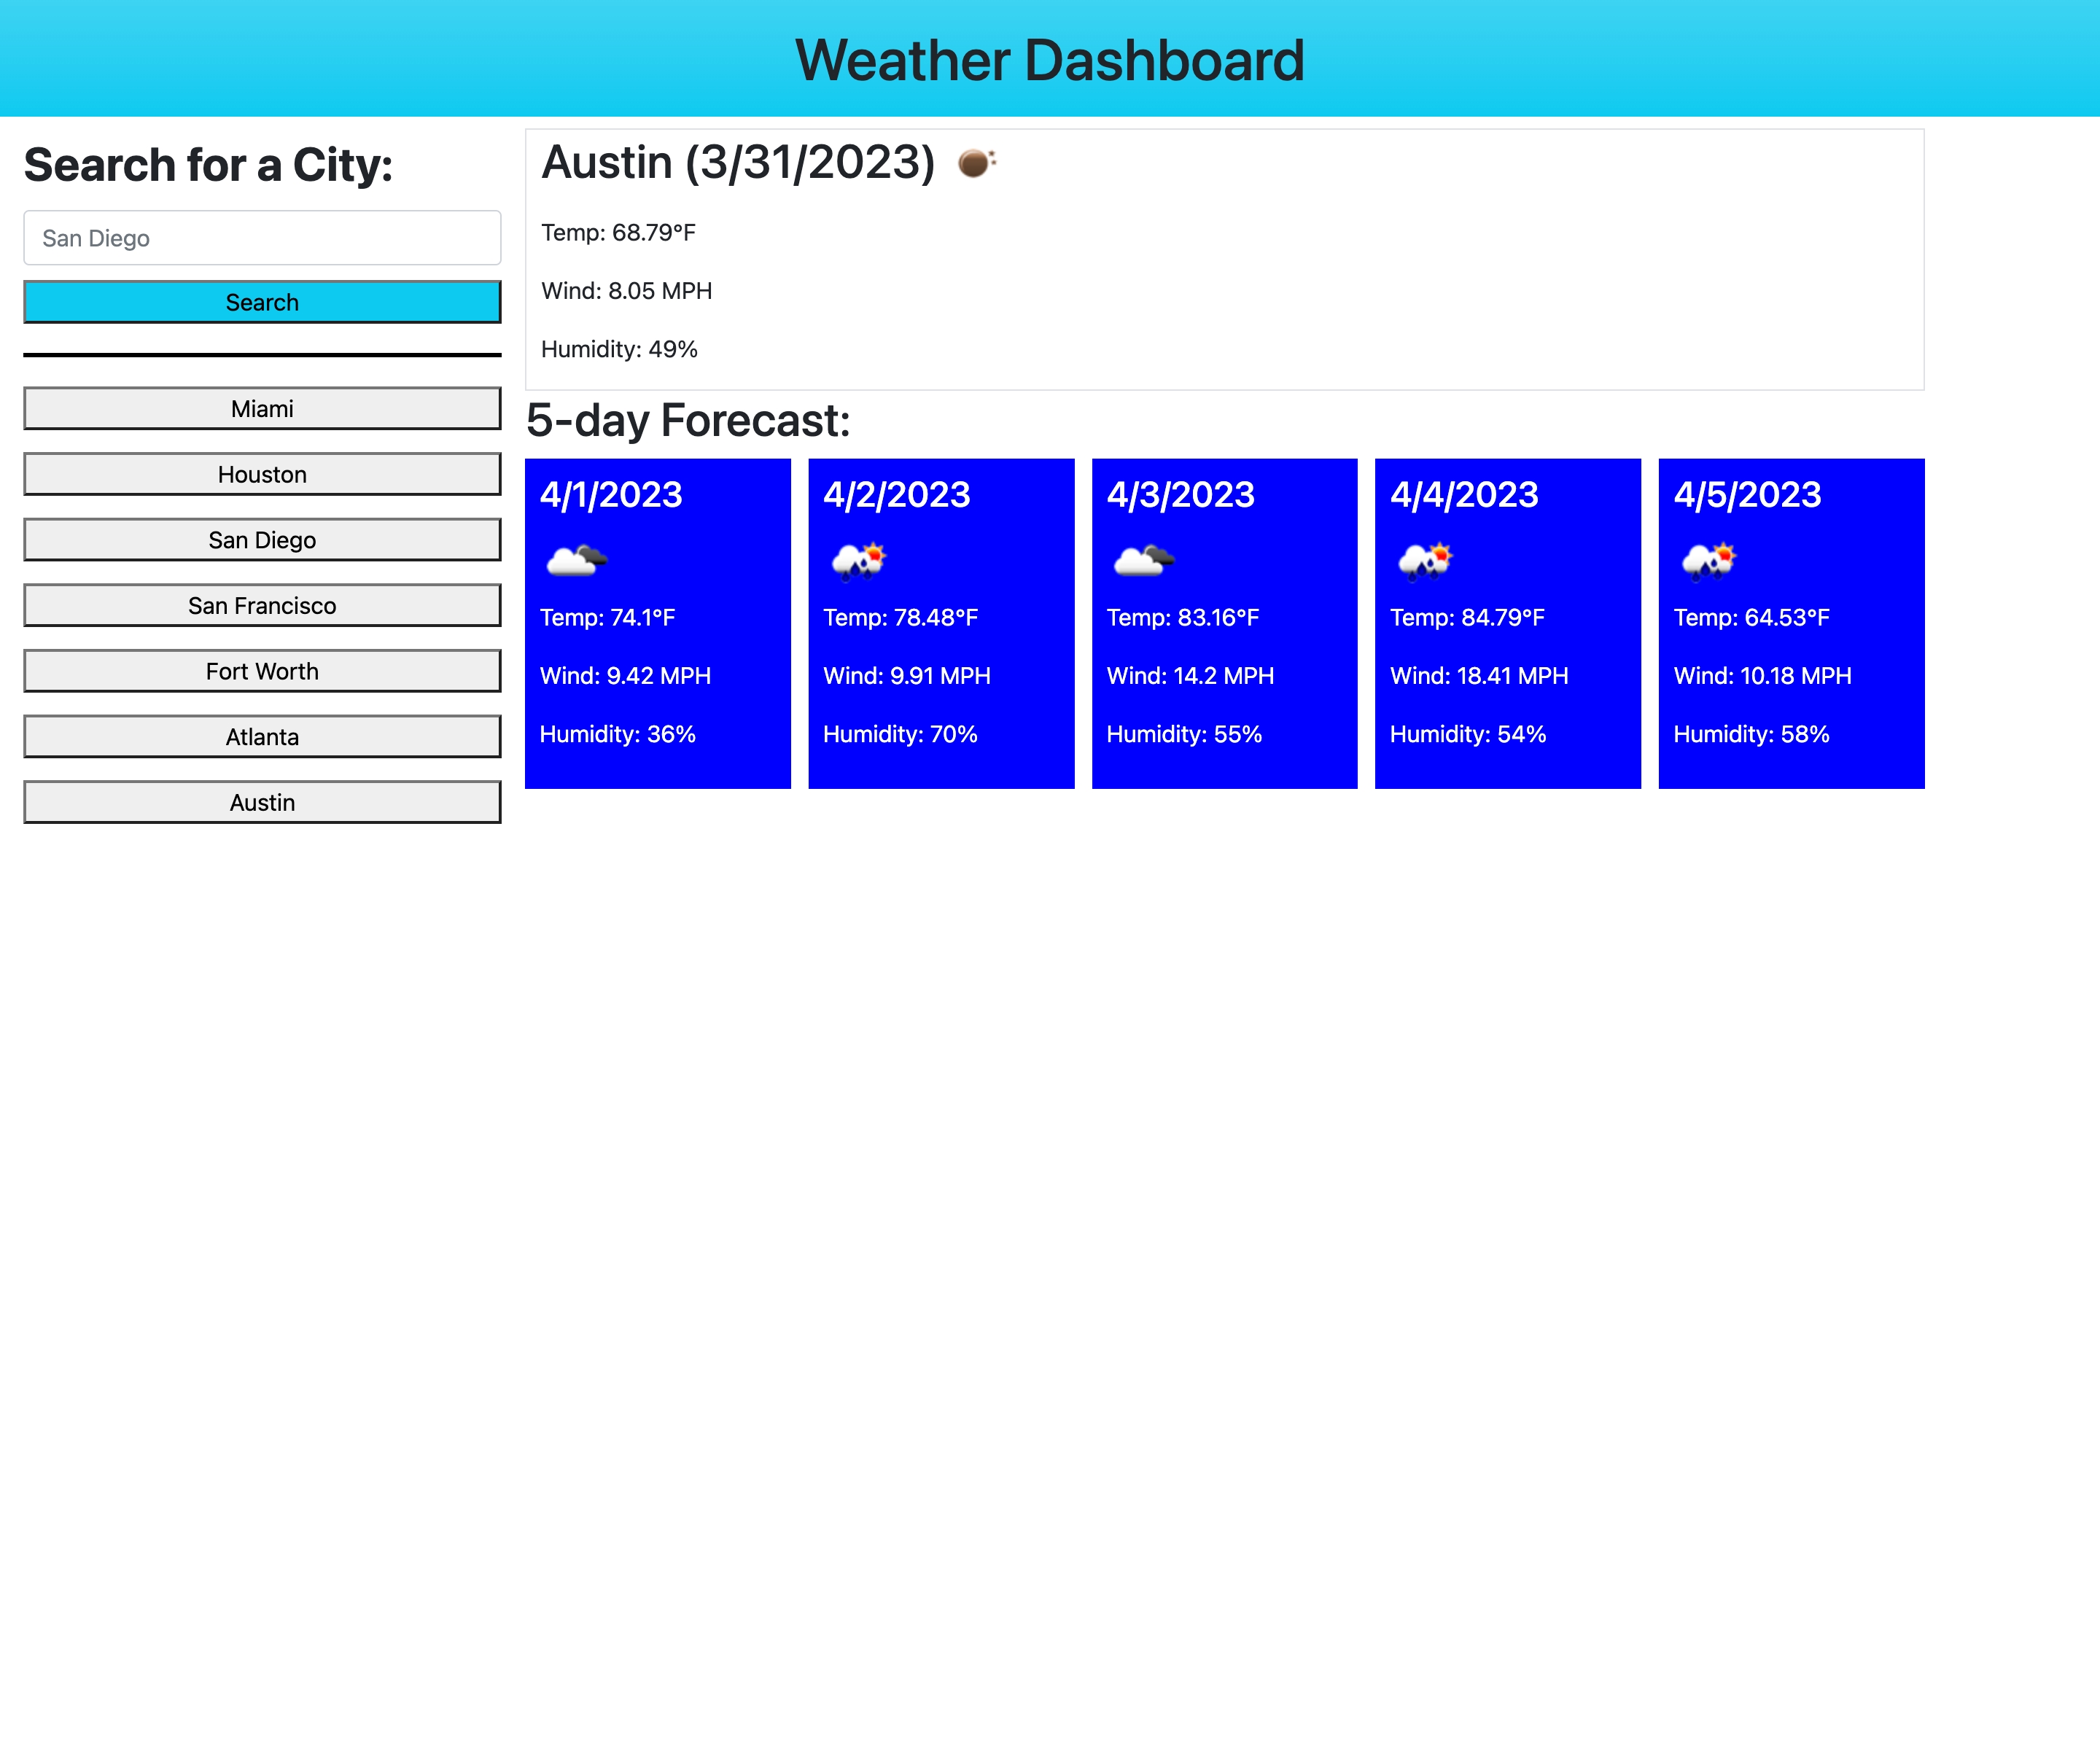 Weather Dashboard
Search for a City:
San Diego
Search
Miami
Houston
San Diego
San Francisco
Fort Worth
Atlanta
Austin
Austin (3/31/2023)
Temp: 68.79°F
Wind: 8.05 MPH
Humidity: 49%
5-day Forecast:
4/1/2023
Temp: 74.1°F
Wind: 9.42 MPH
Humidity: 36%
4/2/2023
Temp: 78.48°F
Wind: 9.91 MPH
Humidity: 70%
4/3/2023
Temp: 83.16°F
Wind: 14.2 MPH
Humidity: 55%
4/4/2023
Temp: 84.79°F
Wind: 18.41 MPH
Humidity: 54%
4/5/2023
Temp: 64.53°F
Wind: 10.18 MPH
Humidity: 58%